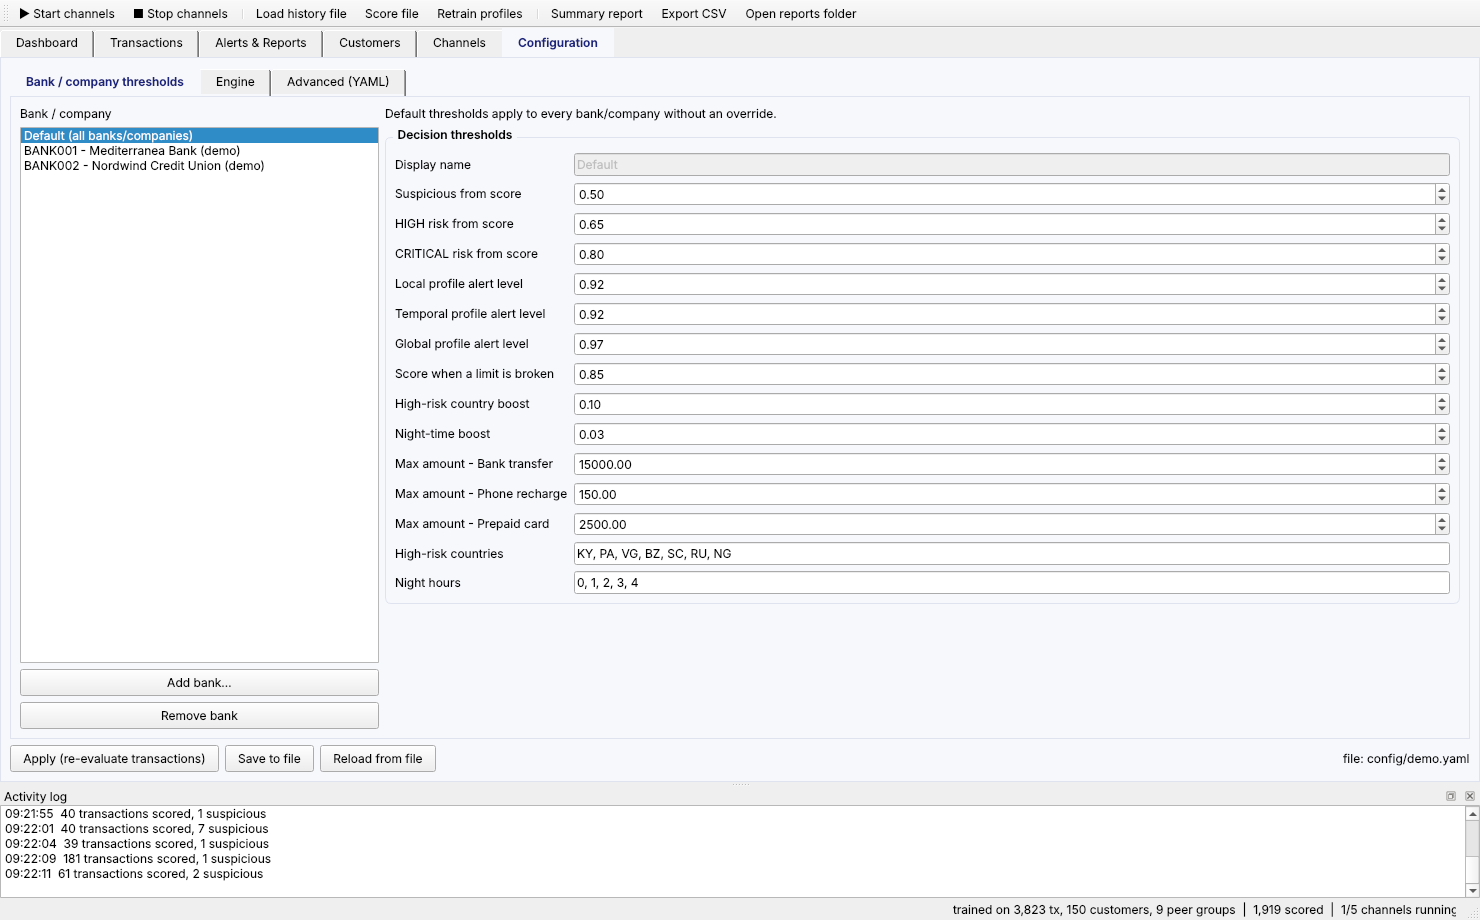 Start channels Stop channels Load history file Score file Retrain profiles Summary report Export CSV Open reports folder
Dashboard Transactions Alerts & Reports Customers Channels Configuration
Bank / company thresholds Engine Advanced (YAML)
Bank / company
Default (all banks/companies)
BANK001 - Mediterranea Bank (demo)
BANK002 - Nordwind Credit Union (demo)
Add bank...
Remove bank
Default thresholds apply to every bank/company without an override.
Decision thresholds
Display name Default
Suspicious from score 0.50
HIGH risk from score 0.65
CRITICAL risk from score 0.80
Local profile alert level 0.92
Temporal profile alert level 0.92
Global profile alert level 0.97
Score when a limit is broken 0.85
High-risk country boost 0.10
Night-time boost 0.03
Max amount - Bank transfer 15000.00
Max amount - Phone recharge 150.00
Max amount - Prepaid card 2500.00
High-risk countries KY, PA, VG, BZ, SC, RU, NG
Night hours 0, 1, 2, 3, 4
Apply (re-evaluate transactions) Save to file Reload from file file: config/demo.yaml
Activity log
09:21:55 40 transactions scored, 1 suspicious
09:22:01 40 transactions scored, 7 suspicious
09:22:04 39 transactions scored, 1 suspicious
09:22:09 181 transactions scored, 1 suspicious
09:22:11 61 transactions scored, 2 suspicious
trained on 3,823 tx, 150 customers, 9 peer groups | 1,919 scored | 1/5 channels running